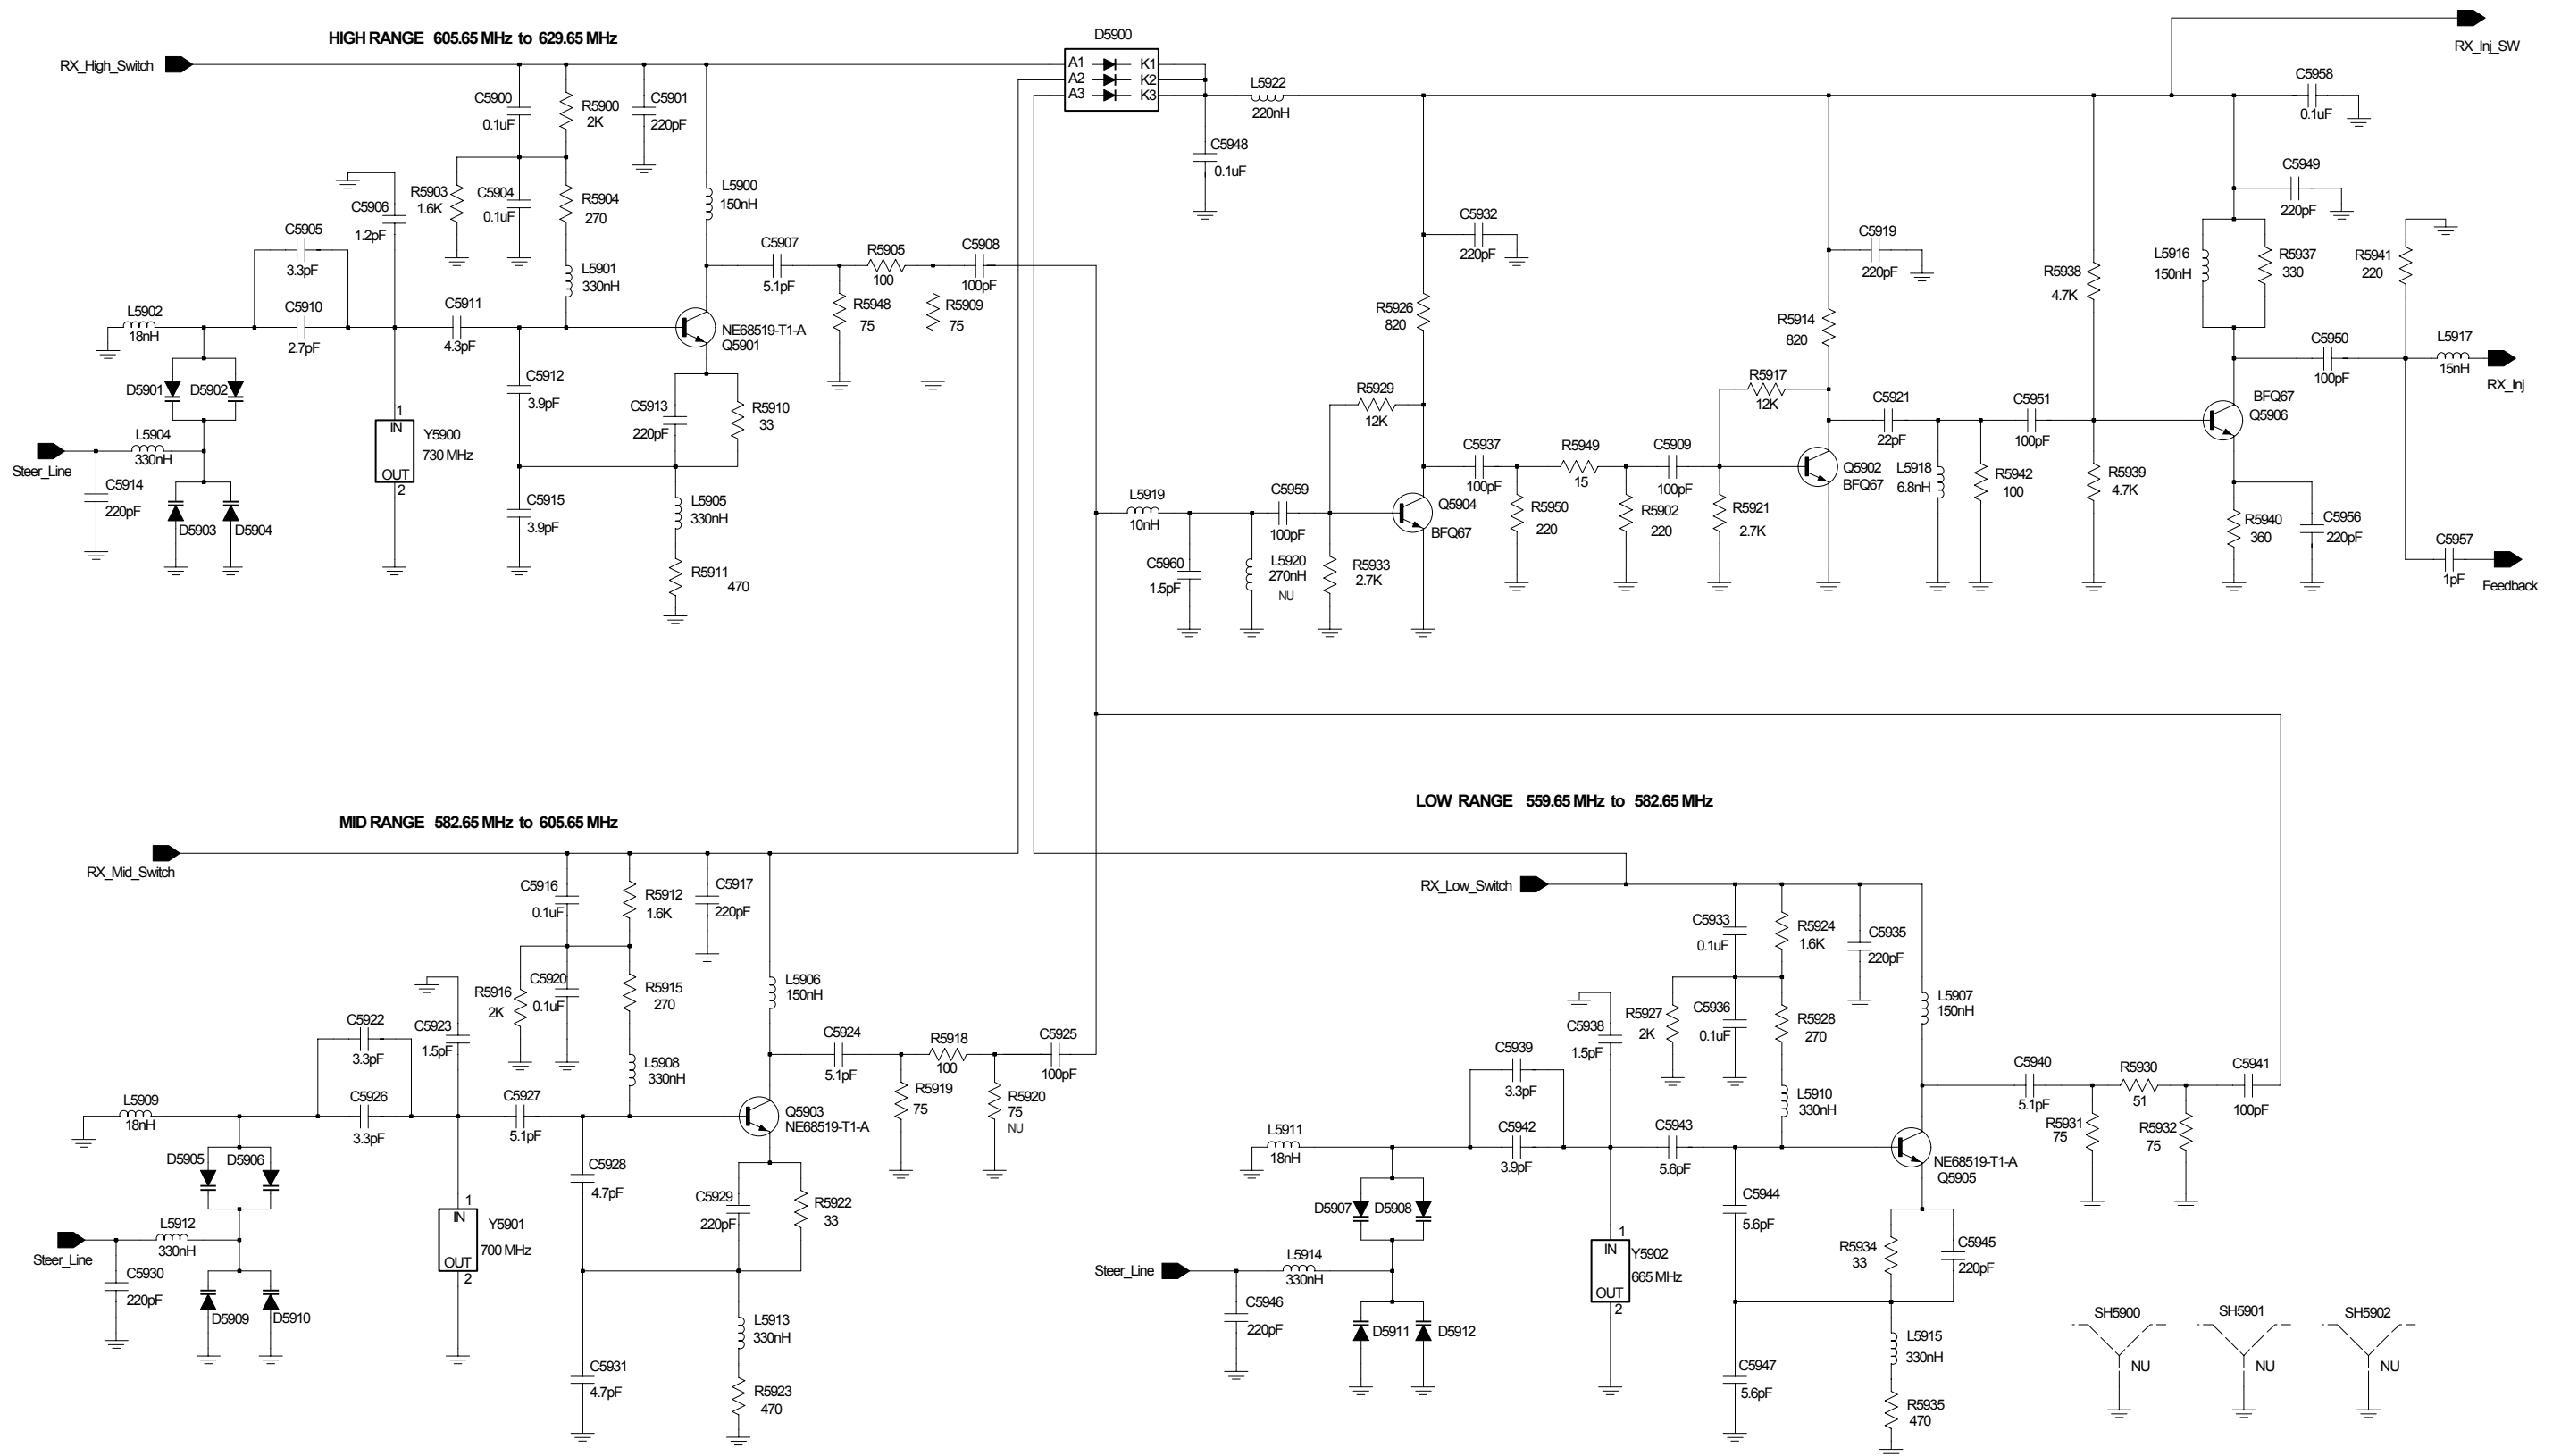 HIGH RANGE 605.65 MHz to 629.65 MHz
RX_High_Switch
C5900
0.1uF
R5900
2K
C5901
220pF
R5903
1.6K
C5904
0.1uF
R5904
270
L5900
150nH
C5906
1.2pF
C5905
3.3pF
L5901
330nH
C5907
5.1pF
R5905
100
C5908
100pF
R5948
75
R5909
75
L5902
18nH
C5910
2.7pF
C5911
4.3pF
NE68519-T1-A
Q5901
D5901
D5902
C5912
3.9pF
C5913
220pF
R5910
33
1
IN
OUT
2
Y5900
730 MHz
L5904
330nH
Steer_Line
C5914
220pF
D5903
D5904
C5915
3.9pF
L5905
330nH
R5911
470
D5900
A1
K1
A2
K2
A3
K3
L5922
220nH
C5948
0.1uF
RX_Inj_SW
C5958
0.1uF
C5949
220pF
C5932
220pF
C5919
220pF
L5916
150nH
R5937
330
R5941
220
R5938
4.7K
R5926
820
R5914
820
C5950
100pF
L5917
15nH
RX_Inj
R5929
12K
R5917
12K
C5921
22pF
C5951
100pF
BFQ67
Q5906
C5937
100pF
R5949
15
C5909
100pF
Q5902
BFQ67
L5918
6.8nH
R5942
100
R5939
4.7K
L5919
10nH
C5959
100pF
Q5904
BFQ67
R5950
220
R5902
220
R5921
2.7K
R5940
360
C5956
220pF
C5957
1pF
Feedback
C5960
1.5pF
L5920
270nH
NU
R5933
2.7K
MID RANGE 582.65 MHz to 605.65 MHz
RX_Mid_Switch
C5916
0.1uF
R5912
1.6K
C5917
220pF
R5916
2K
C5920
0.1uF
R5915
270
L5906
150nH
C5922
3.3pF
C5923
1.5pF
L5908
330nH
C5924
5.1pF
R5918
100
C5925
100pF
R5919
75
R5920
75
NU
L5909
18nH
C5926
3.3pF
C5927
5.1pF
Q5903
NE68519-T1-A
D5905
D5906
C5928
4.7pF
C5929
220pF
R5922
33
1
IN
OUT
2
Y5901
700 MHz
L5912
330nH
Steer_Line
C5930
220pF
D5909
D5910
L5913
330nH
C5931
4.7pF
R5923
470
LOW RANGE 559.65 MHz to 582.65 MHz
RX_Low_Switch
C5933
0.1uF
R5924
1.6K
C5935
220pF
R5927
2K
C5936
0.1uF
R5928
270
L5907
150nH
C5938
1.5pF
C5939
3.3pF
L5910
330nH
C5940
5.1pF
R5930
51
C5941
100pF
R5931
75
R5932
75
L5911
18nH
C5942
3.9pF
C5943
5.6pF
NE68519-T1-A
Q5905
D5907
D5908
C5944
5.6pF
R5934
33
C5945
220pF
1
IN
OUT
2
Y5902
665 MHz
L5914
330nH
Steer_Line
C5946
220pF
D5911
D5912
L5915
330nH
C5947
5.6pF
R5935
470
SH5900
NU
SH5901
NU
SH5902
NU